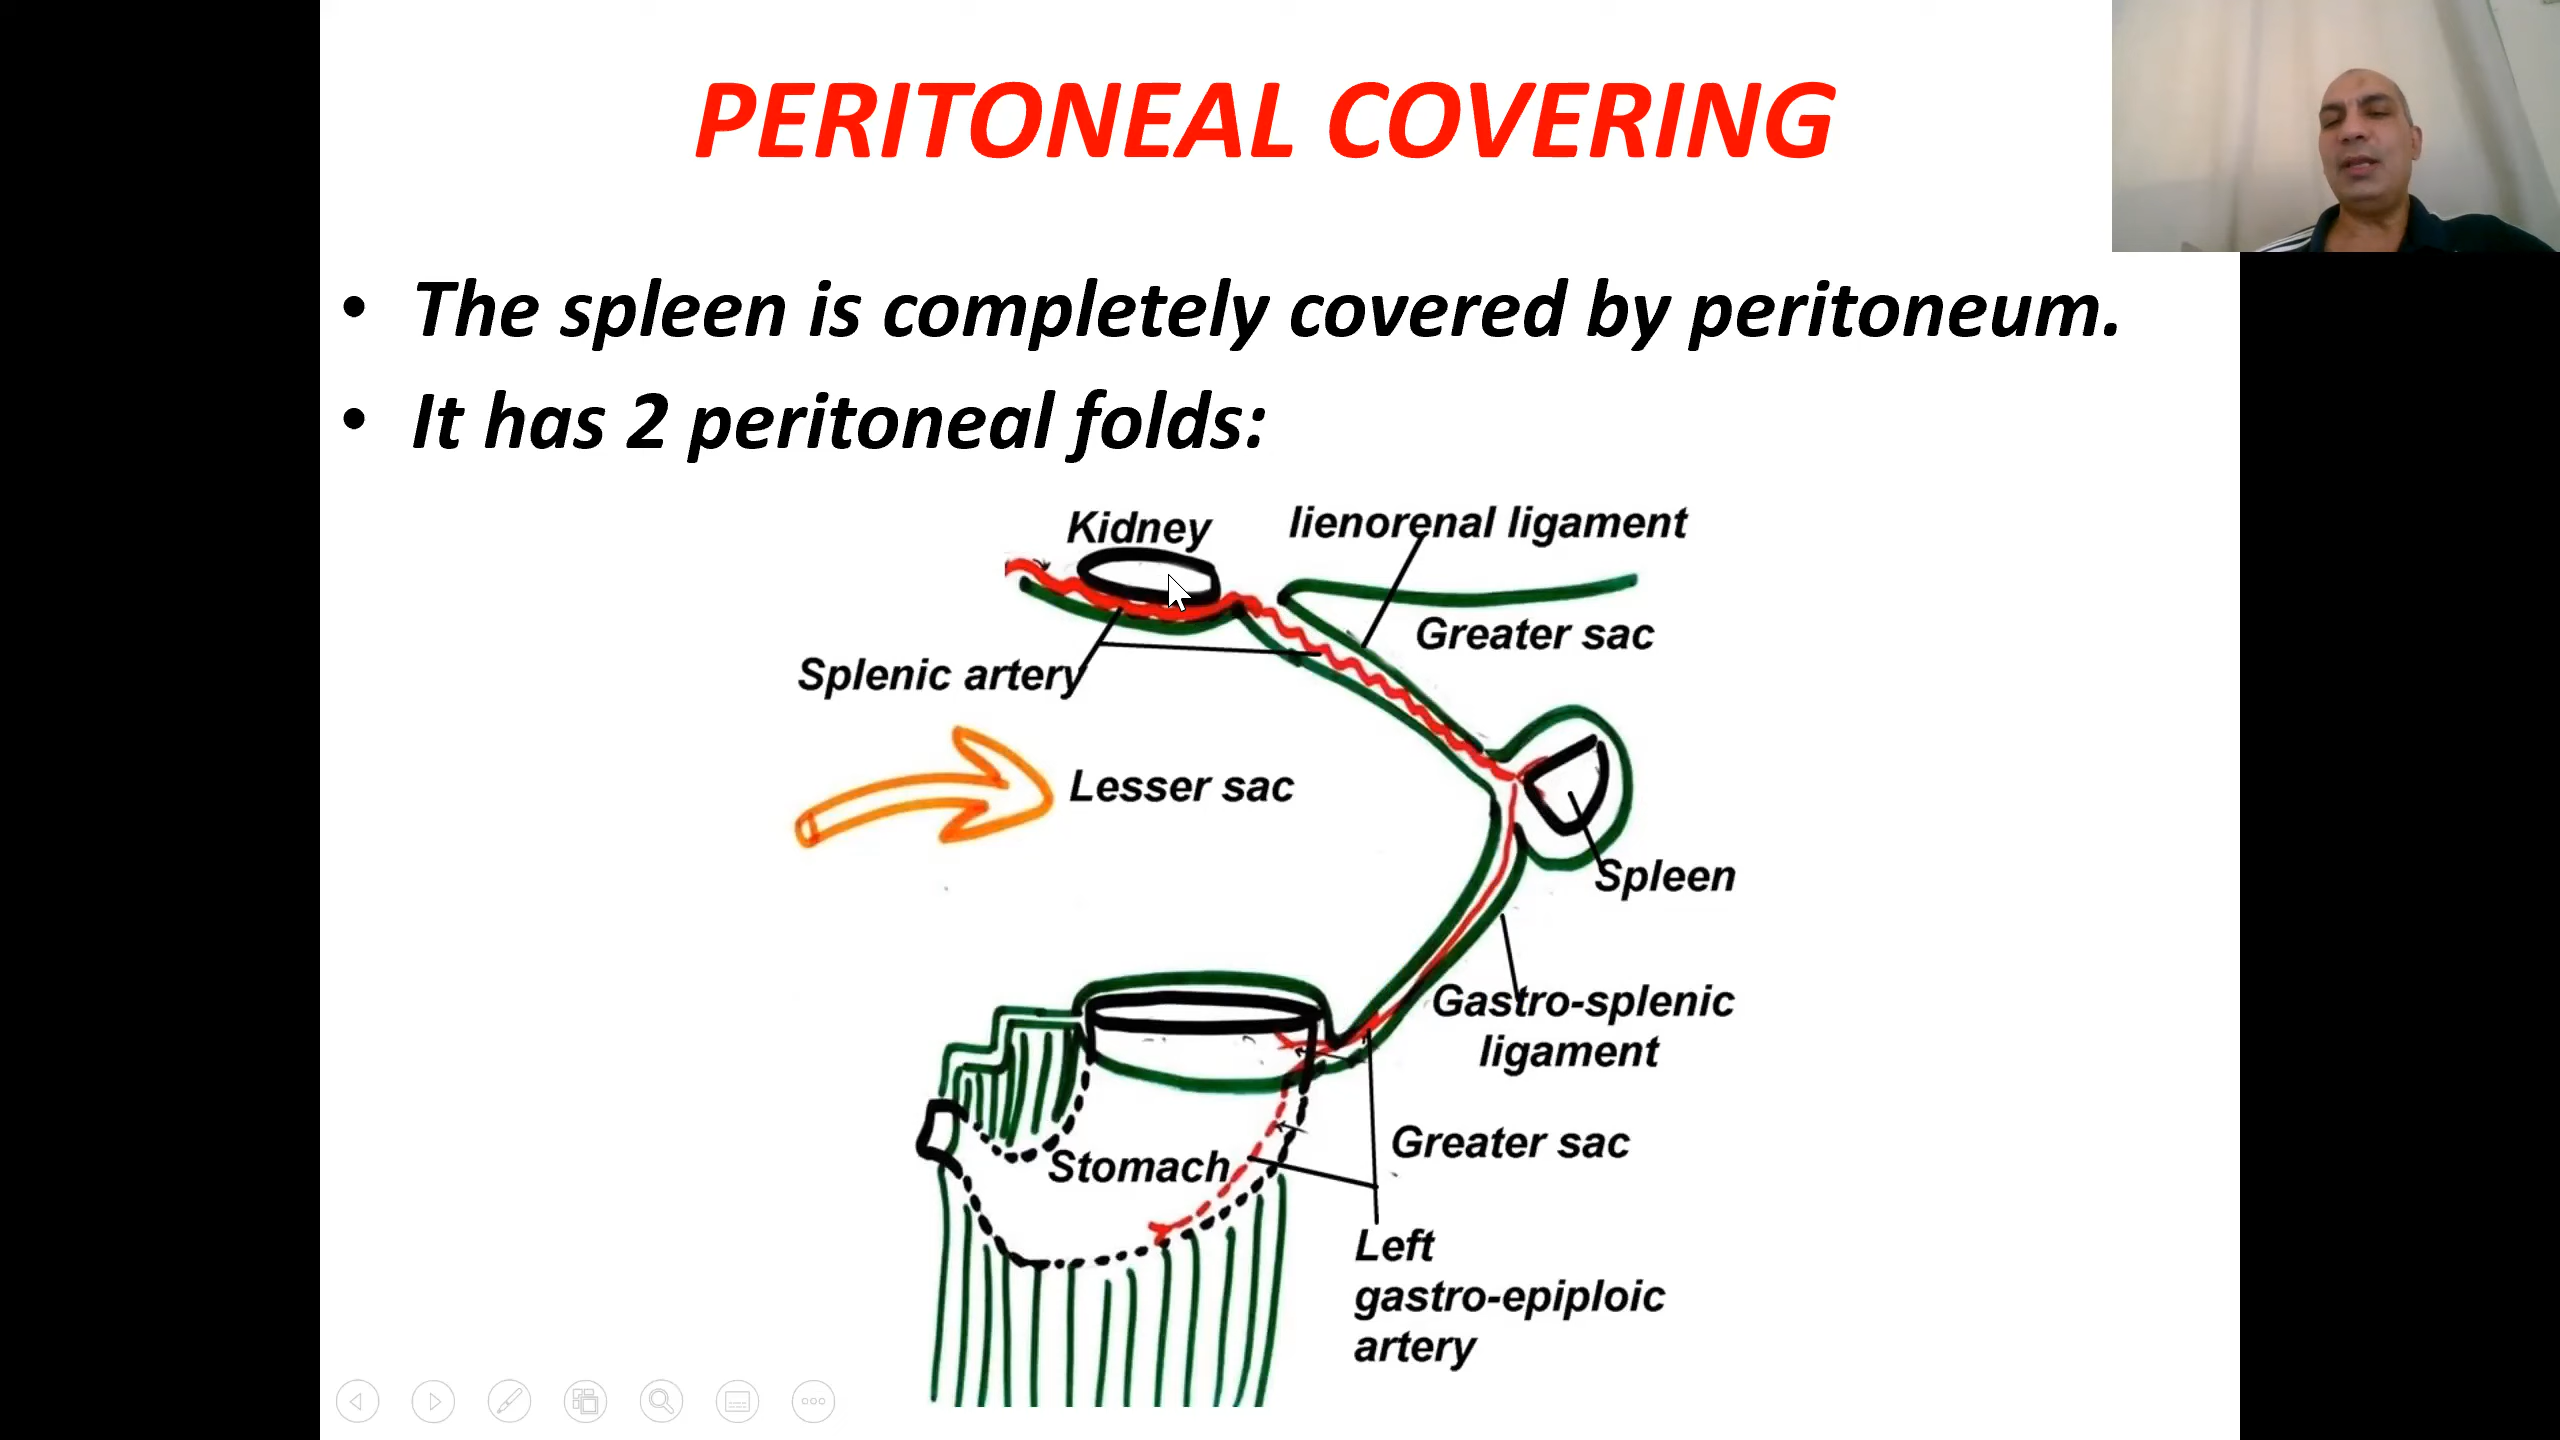 PERITONEAL COVERING
• The spleen is completely covered by peritoneum.
• It has 2 peritoneal folds:
Kidney
lienorenal ligament
Greater sac
Splenic artery
Lesser sac
Spleen
Gastro-splenic
ligament
Greater sac
Stomach
Left
gastro-epiploic
artery